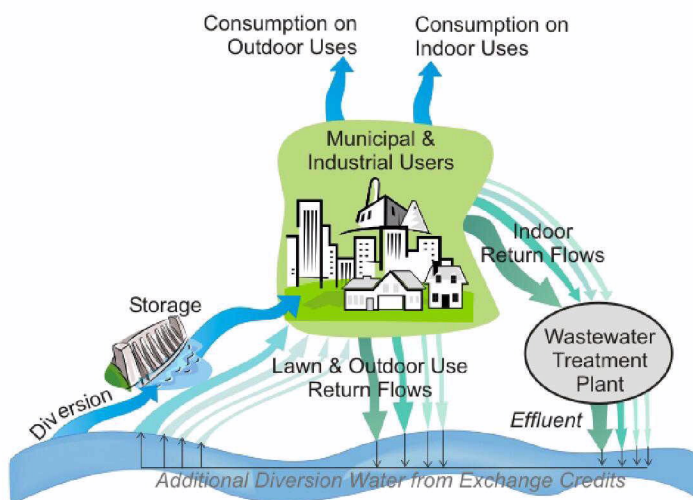 Consumption on
Outdoor Uses
Consumption on
Indoor Uses
Municipal &
Industrial Users
Indoor
Return Flows
Storage
Wastewater
Treatment
Plant
Lawn & Outdoor Use
Return Flows
Diversion
Effluent
Additional Diversion Water from Exchange Credits